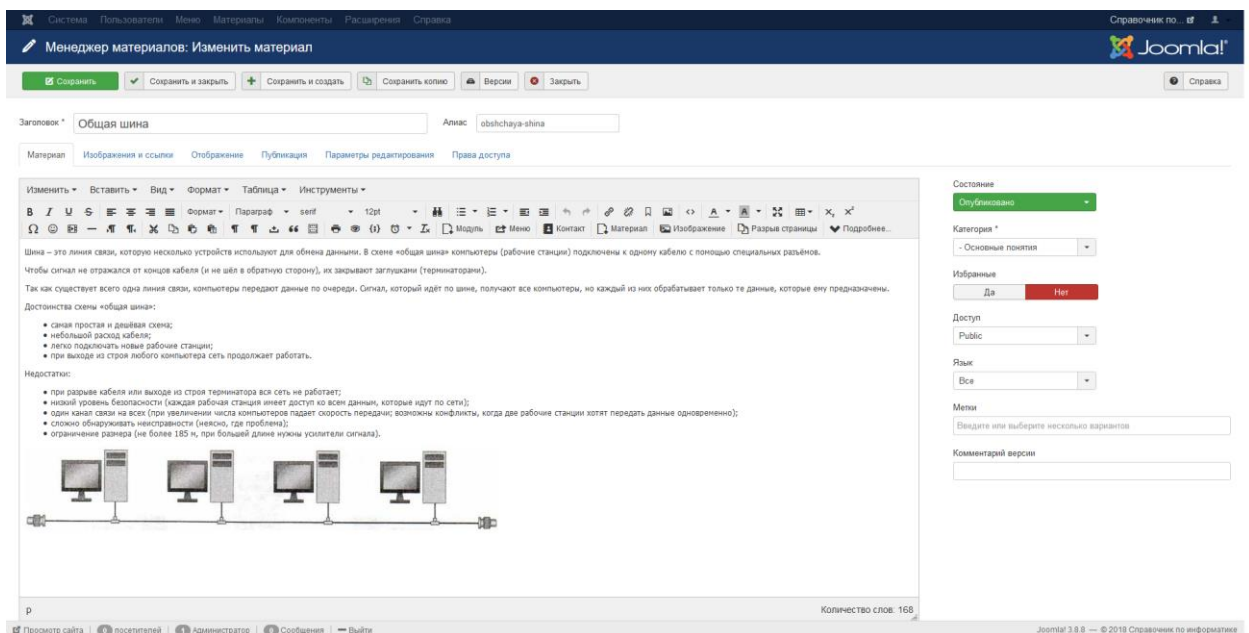 Система Пользователи Меню Материалы Компоненты Расширения Справка Справочник по...
Менеджер материалов: Изменить материал Joomla!®
Сохранить Сохранить и закрыть Сохранить и создать Сохранить копию Версии Закрыть Справка
Заголовок * Общая шина Алиас obshchaya-shina
Материал Изображения и ссылки Отображение Публикация Параметры редактирования Права доступа
Изменить Вставить Вид Формат Таблица Инструменты
B I U S Формат Параграф serif 12pt
Модуль Меню Контакт Материал Изображение Разрыв страницы Подробнее...
Шина – это линия связи, которую несколько устройств используют для обмена данными. В схеме «общая шина» компьютеры (рабочие станции) подключены к одному кабелю с помощью специальных разъёмов.
Чтобы сигнал не отражался от концов кабеля (и не шёл в обратную сторону), их закрывают заглушками (терминаторами).
Так как существует всего одна линия связи, компьютеры передают данные по очереди. Сигнал, который идёт по шине, получают все компьютеры, но каждый из них обрабатывает только те данные, которые ему предназначены.
Достоинства схемы «общая шина»:
• самая простая и дешёвая схема;
• небольшой расход кабеля;
• легко подключать новые рабочие станции;
• при выходе из строя любого компьютера сеть продолжает работать.
Недостатки:
• при разрыве кабеля или выходе из строя терминатора вся сеть не работает;
• низкий уровень безопасности (каждая рабочая станция имеет доступ ко всем данным, которые идут по сети);
• один канал связи на всех (при увеличении числа компьютеров падает скорость передачи; возможны конфликты, когда две рабочие станции хотят передать данные одновременно);
• сложно обнаруживать неисправности (неясно, где проблема);
• ограничение размера (не более 185 м, при большей длине нужны усилители сигнала).
p Количество слов: 168
Состояние
Опубликовано
Категория *
- Основные понятия
Избранные
Да Нет
Доступ
Public
Язык
Все
Метки
Введите или выберите несколько вариантов
Комментарий версии
Просмотр сайта 0 посетителей 1 Администратор 0 Сообщения Выйти Joomla! 3.8.8 — © 2018 Справочник по информатике